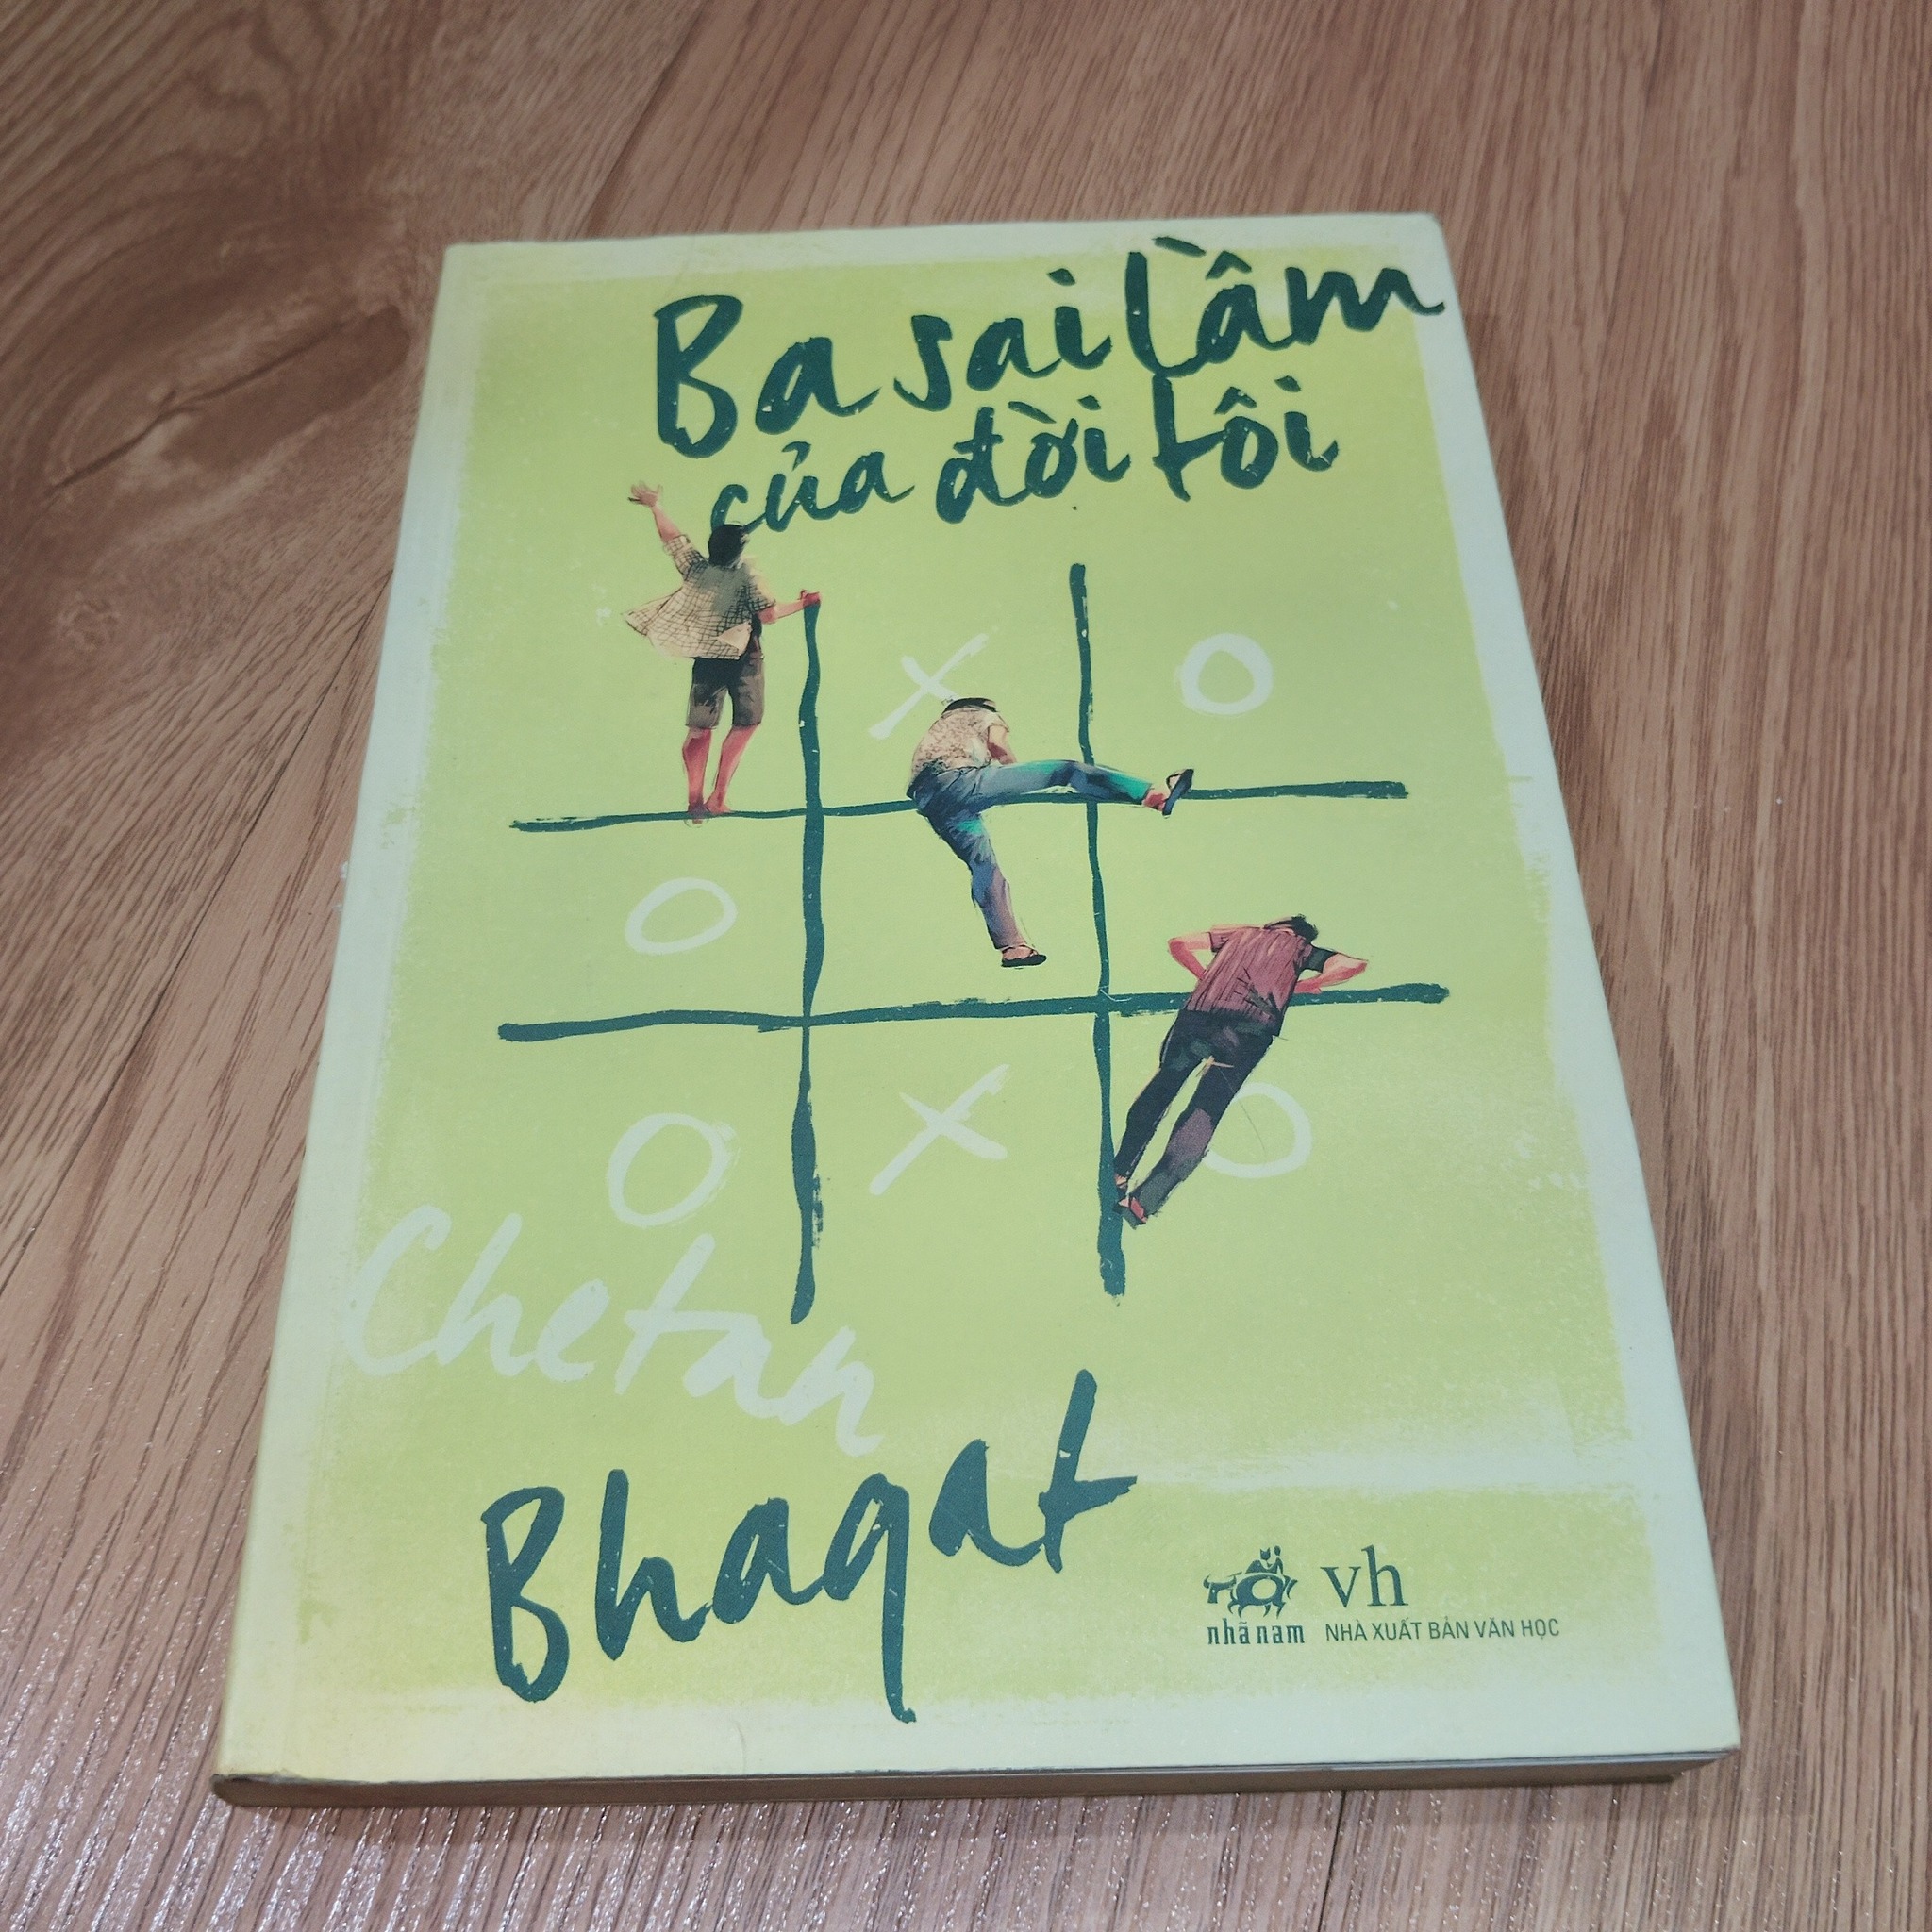 Ba sai lầm
của đời tôi
Chetan
Bhagat
nhã nam
vh
NHÀ XUẤT BẢN VĂN HỌC